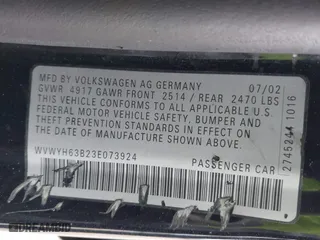 MFD BY VOLKSWAGEN AG GERMANY 07/02
GVWR 4917 GAWR FRONT 2514 / REAR 2470 LBS
THIS VEHICLE CONFORMS TO ALL APPLICABLE U.S.
FEDERAL MOTOR VEHICLE SAFETY, BUMPER AND
THEFT PREVENTION STANDARDS IN EFFECT ON THE
DATE OF MANUFACTURE SHOWN ABOVE.
WVWYH63B23E073924 PASSENGER CAR
1016
DREAMBID